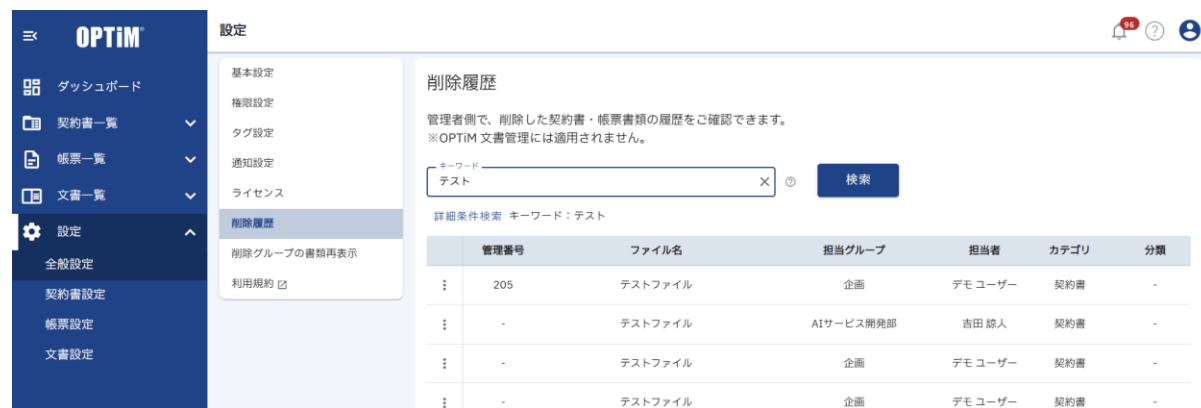 OPTiM
設定
96
ダッシュボード
契約書一覧
帳票一覧
文書一覧
設定
全般設定
契約書設定
帳票設定
文書設定
基本設定
権限設定
タグ設定
通知設定
ライセンス
削除履歴
削除グループの書類再表示
利用規約
削除履歴
管理者側で、削除した契約書・帳票書類の履歴をご確認できます。
※OPTiM 文書管理には適用されません。
キーワード
テスト
検索
詳細条件検索 キーワード：テスト
管理番号 ファイル名 担当グループ 担当者 カテゴリ 分類
205 テストファイル 企画 デモ ユーザー 契約書 -
- テストファイル AIサービス開発部 吉田 諒人 契約書 -
- テストファイル 企画 デモ ユーザー 契約書 -
- テストファイル 企画 デモ ユーザー 契約書 -